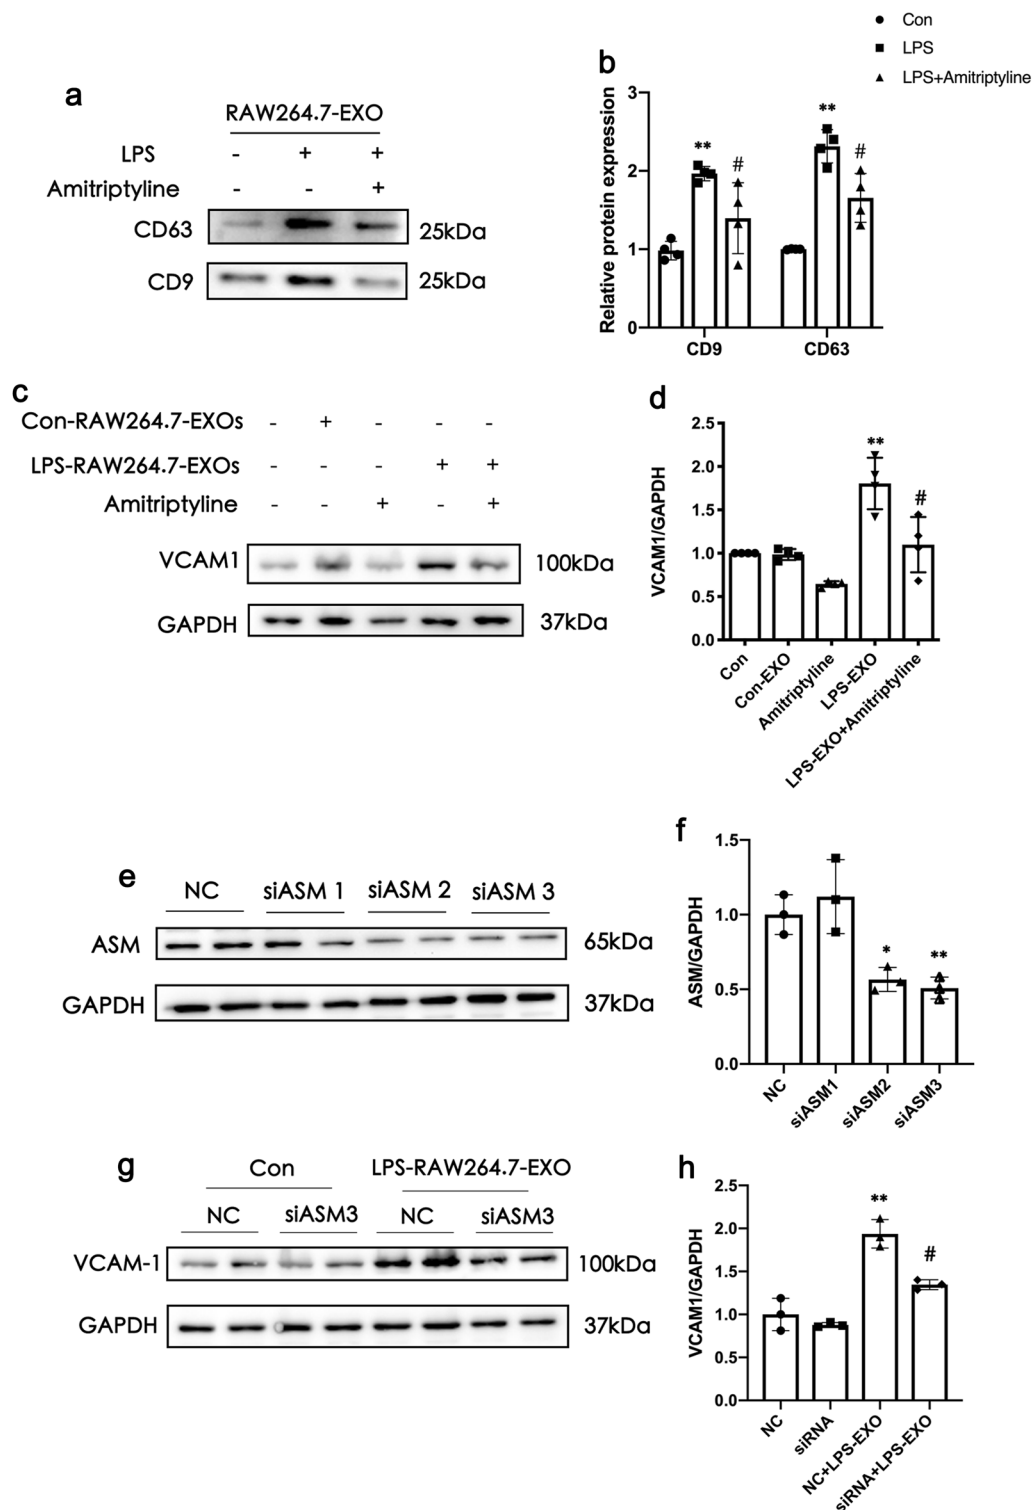 Con
LPS
LPS+Amitriptyline
a
RAW264.7-EXO
LPS - + +
Amitriptyline - - +
CD63 25kDa
CD9 25kDa
b
Relative protein expression
3
2
1
0
** # ** #
CD9 CD63
c
Con-RAW264.7-EXOs - + - - -
LPS-RAW264.7-EXOs - - - + +
Amitriptyline - - + - +
VCAM1 100kDa
GAPDH 37kDa
d
VCAM1/GAPDH
2.5
2.0
1.5
1.0
0.5
0.0
** #
Con
Con-EXO
Amitriptyline
LPS-EXO
LPS-EXO+Amitriptyline
e
NC siASM 1 siASM 2 siASM 3
ASM 65kDa
GAPDH 37kDa
f
ASM/GAPDH
1.5
1.0
0.5
0.0
* **
NC
siASM1
siASM2
siASM3
g
Con LPS-RAW264.7-EXO
NC siASM3 NC siASM3
VCAM-1 100kDa
GAPDH 37kDa
h
VCAM1/GAPDH
2.5
2.0
1.5
1.0
0.5
0.0
** #
NC
siRNA
NC+LPS-EXO
siRNA+LPS-EXO